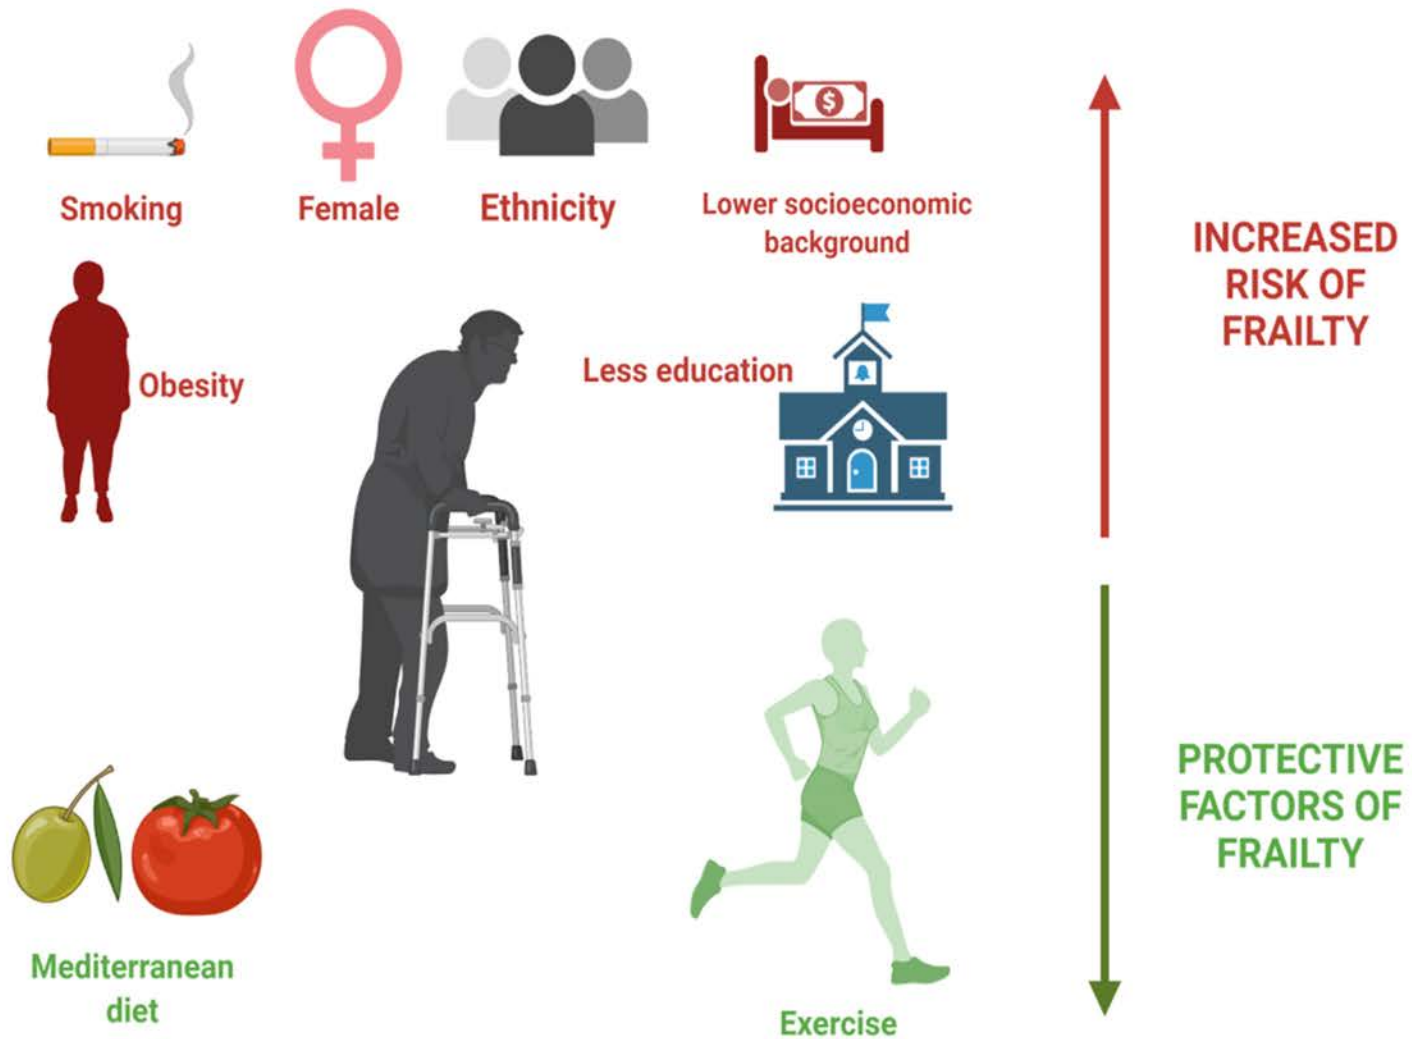 Smoking
Female
Ethnicity
Lower socioeconomic
background
INCREASED
RISK OF
FRAILTY
Obesity
Less education
$
PROTECTIVE
FACTORS OF
FRAILTY
Mediterranean
diet
Exercise